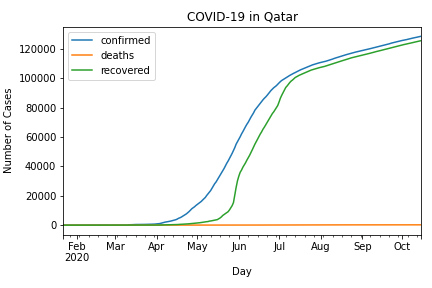 COVID-19 in Qatar
confirmed
deaths
recovered
Number of Cases
120000
100000
80000
60000
40000
20000
0
Feb Mar Apr May Jun Jul Aug Sep Oct
2020
Day